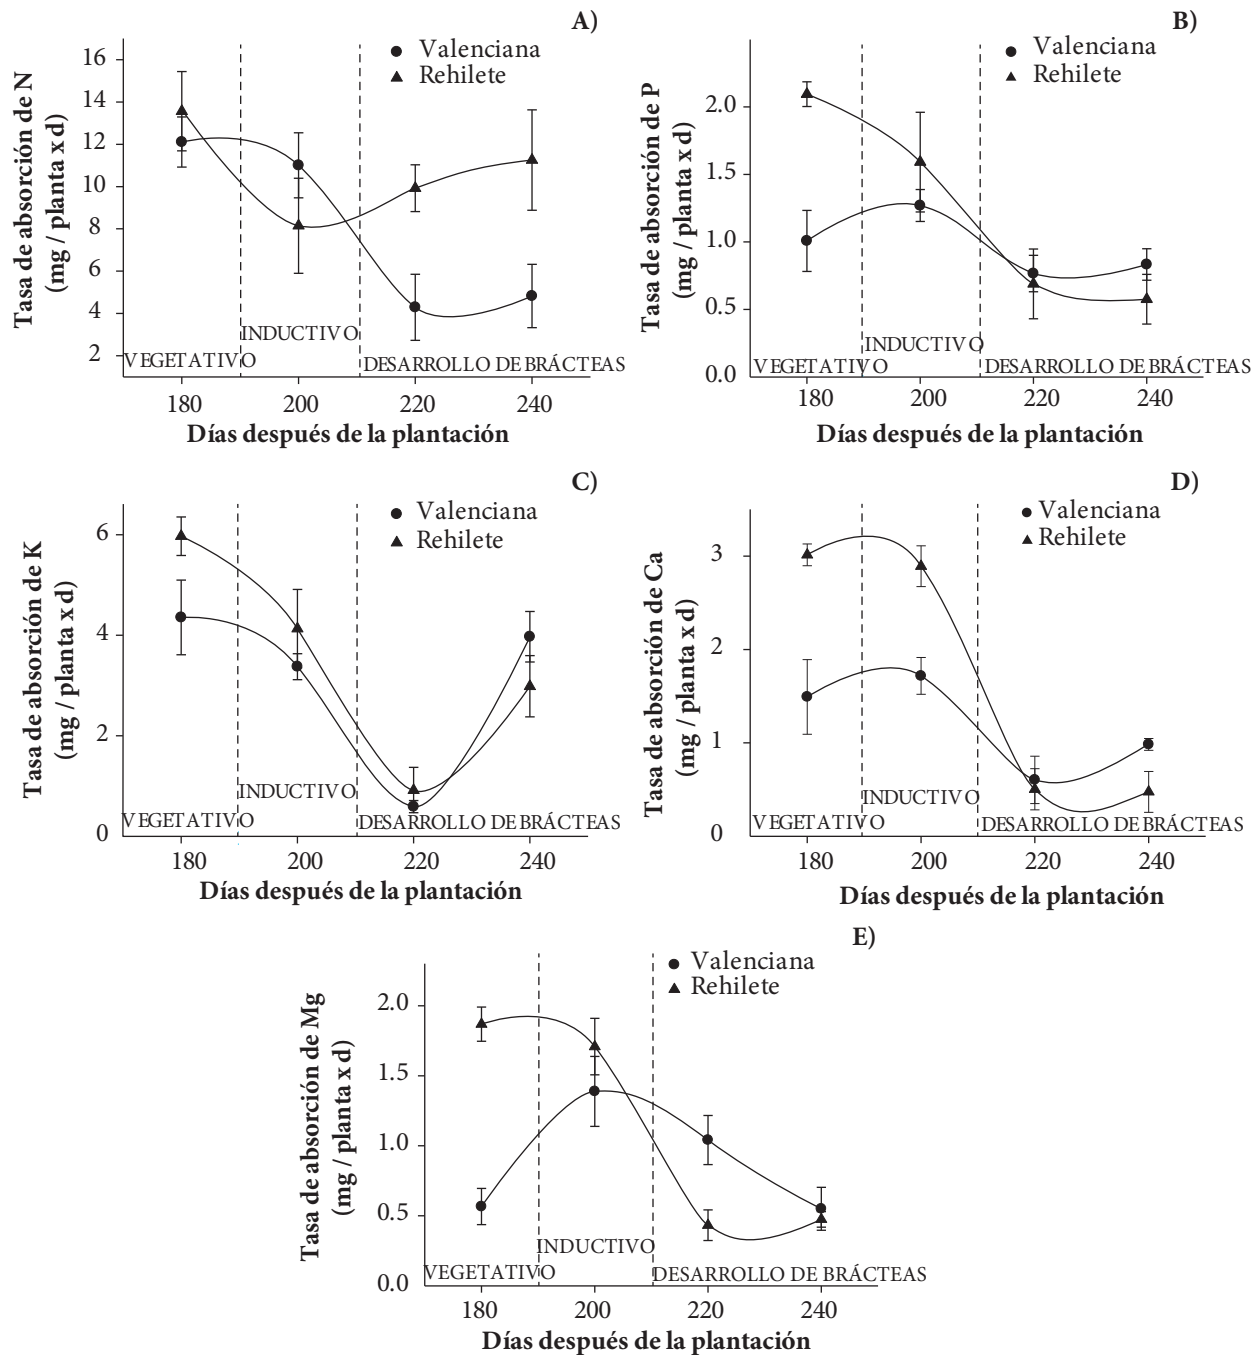 A)
Valenciana
Rehilete
Tasa de absorción de N
(mg / planta x d)
16
14
12
10
8
6
4
2
VEGETATIVO
INDUCTIVO
DESARROLLO DE BRÁCTEAS
180 200 220 240
Días después de la plantación
B)
Valenciana
Rehilete
Tasa de absorción de P
(mg / planta x d)
2.0
1.5
1.0
0.5
0.0
VEGETATIVO
INDUCTIVO
DESARROLLO DE BRÁCTEAS
180 200 220 240
Días después de la plantación
C)
Valenciana
Rehilete
Tasa de absorción de K
(mg / planta x d)
6
4
2
0
VEGETATIVO
INDUCTIVO
DESARROLLO DE BRÁCTEAS
180 200 220 240
Días después de la plantación
D)
Valenciana
Rehilete
Tasa de absorción de Ca
(mg / planta x d)
3
2
1
0
VEGETATIVO
INDUCTIVO
DESARROLLO DE BRÁCTEAS
180 200 220 240
Días después de la plantación
E)
Valenciana
Rehilete
Tasa de absorción de Mg
(mg / planta x d)
2.0
1.5
1.0
0.5
0.0
VEGETATIVO
INDUCTIVO
DESARROLLO DE BRÁCTEAS
180 200 220 240
Días después de la plantación